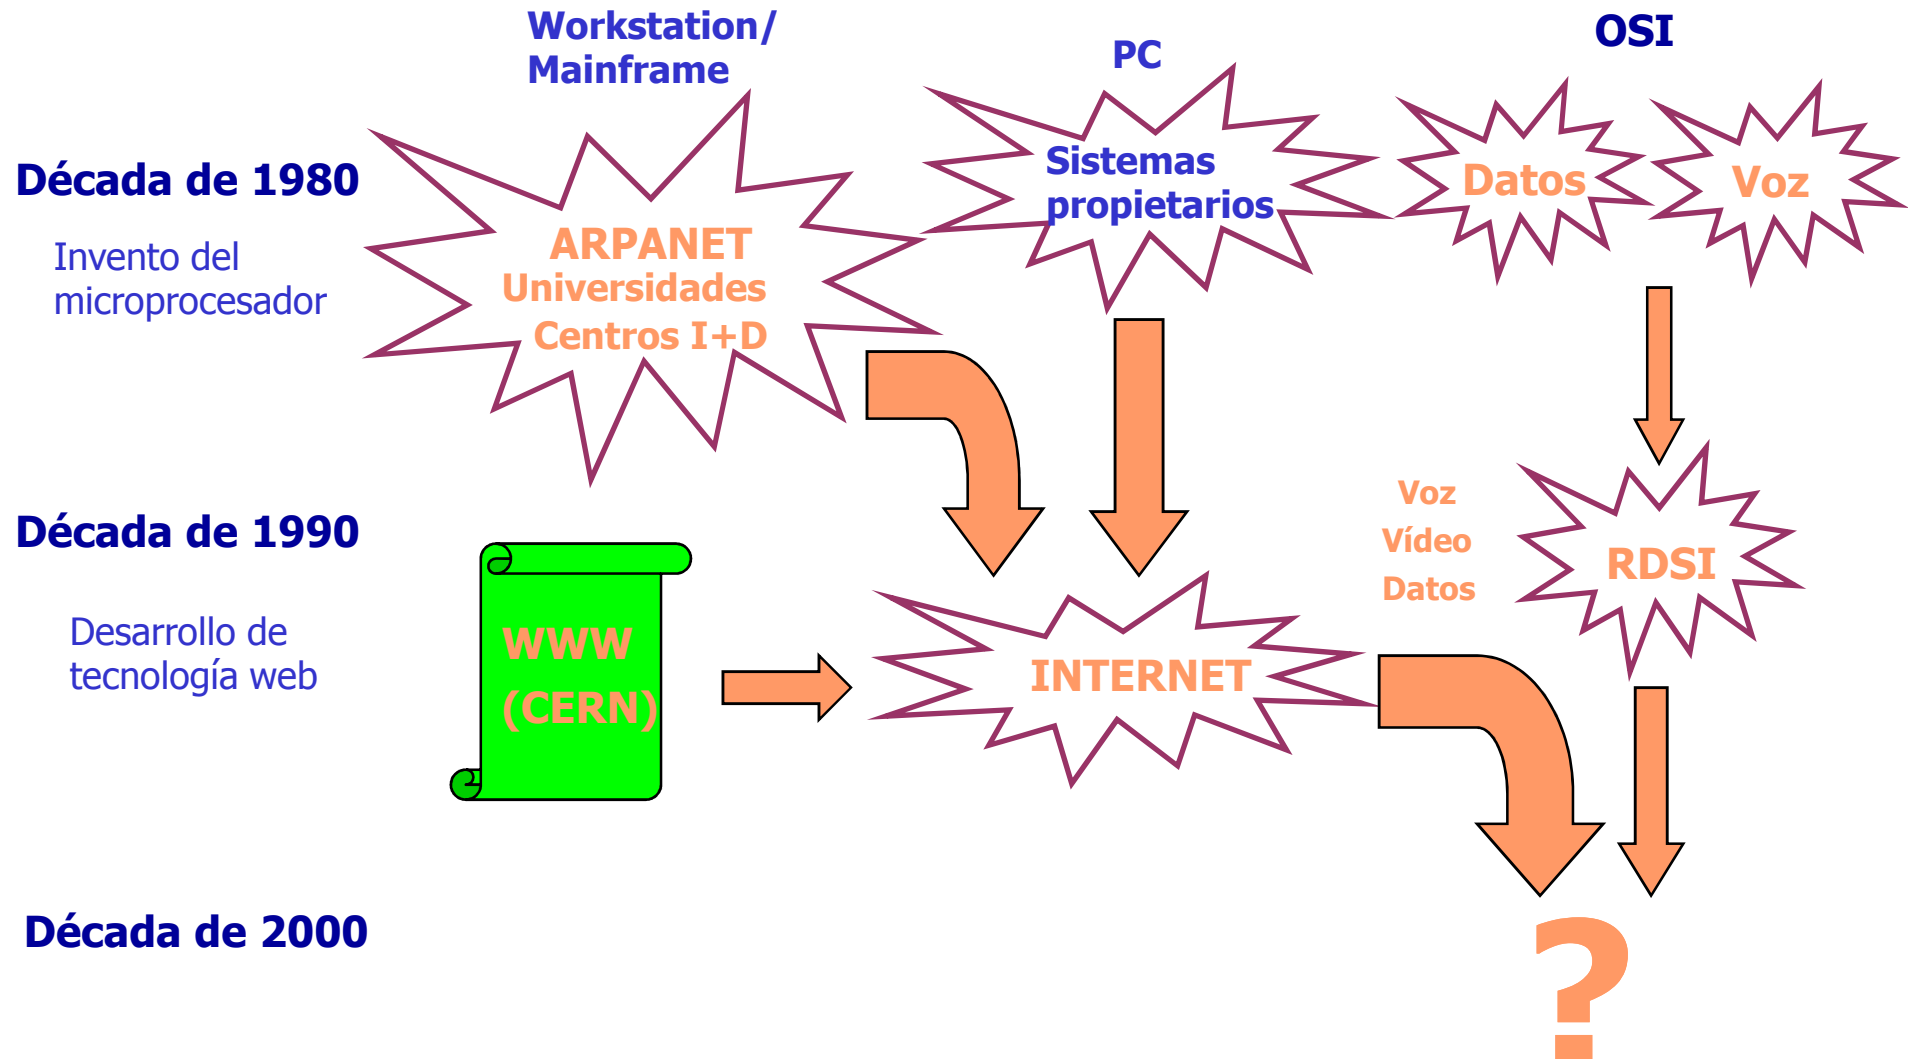 Workstation/
Mainframe
PC
OSI
Década de 1980
Invento del
microprocesador
ARPANET
Universidades
Centros I+D
Sistemas
propietarios
Datos
Voz
Década de 1990
Desarrollo de
tecnología web
WWW
(CERN)
INTERNET
Voz
Vídeo
Datos
RDSI
Década de 2000
?